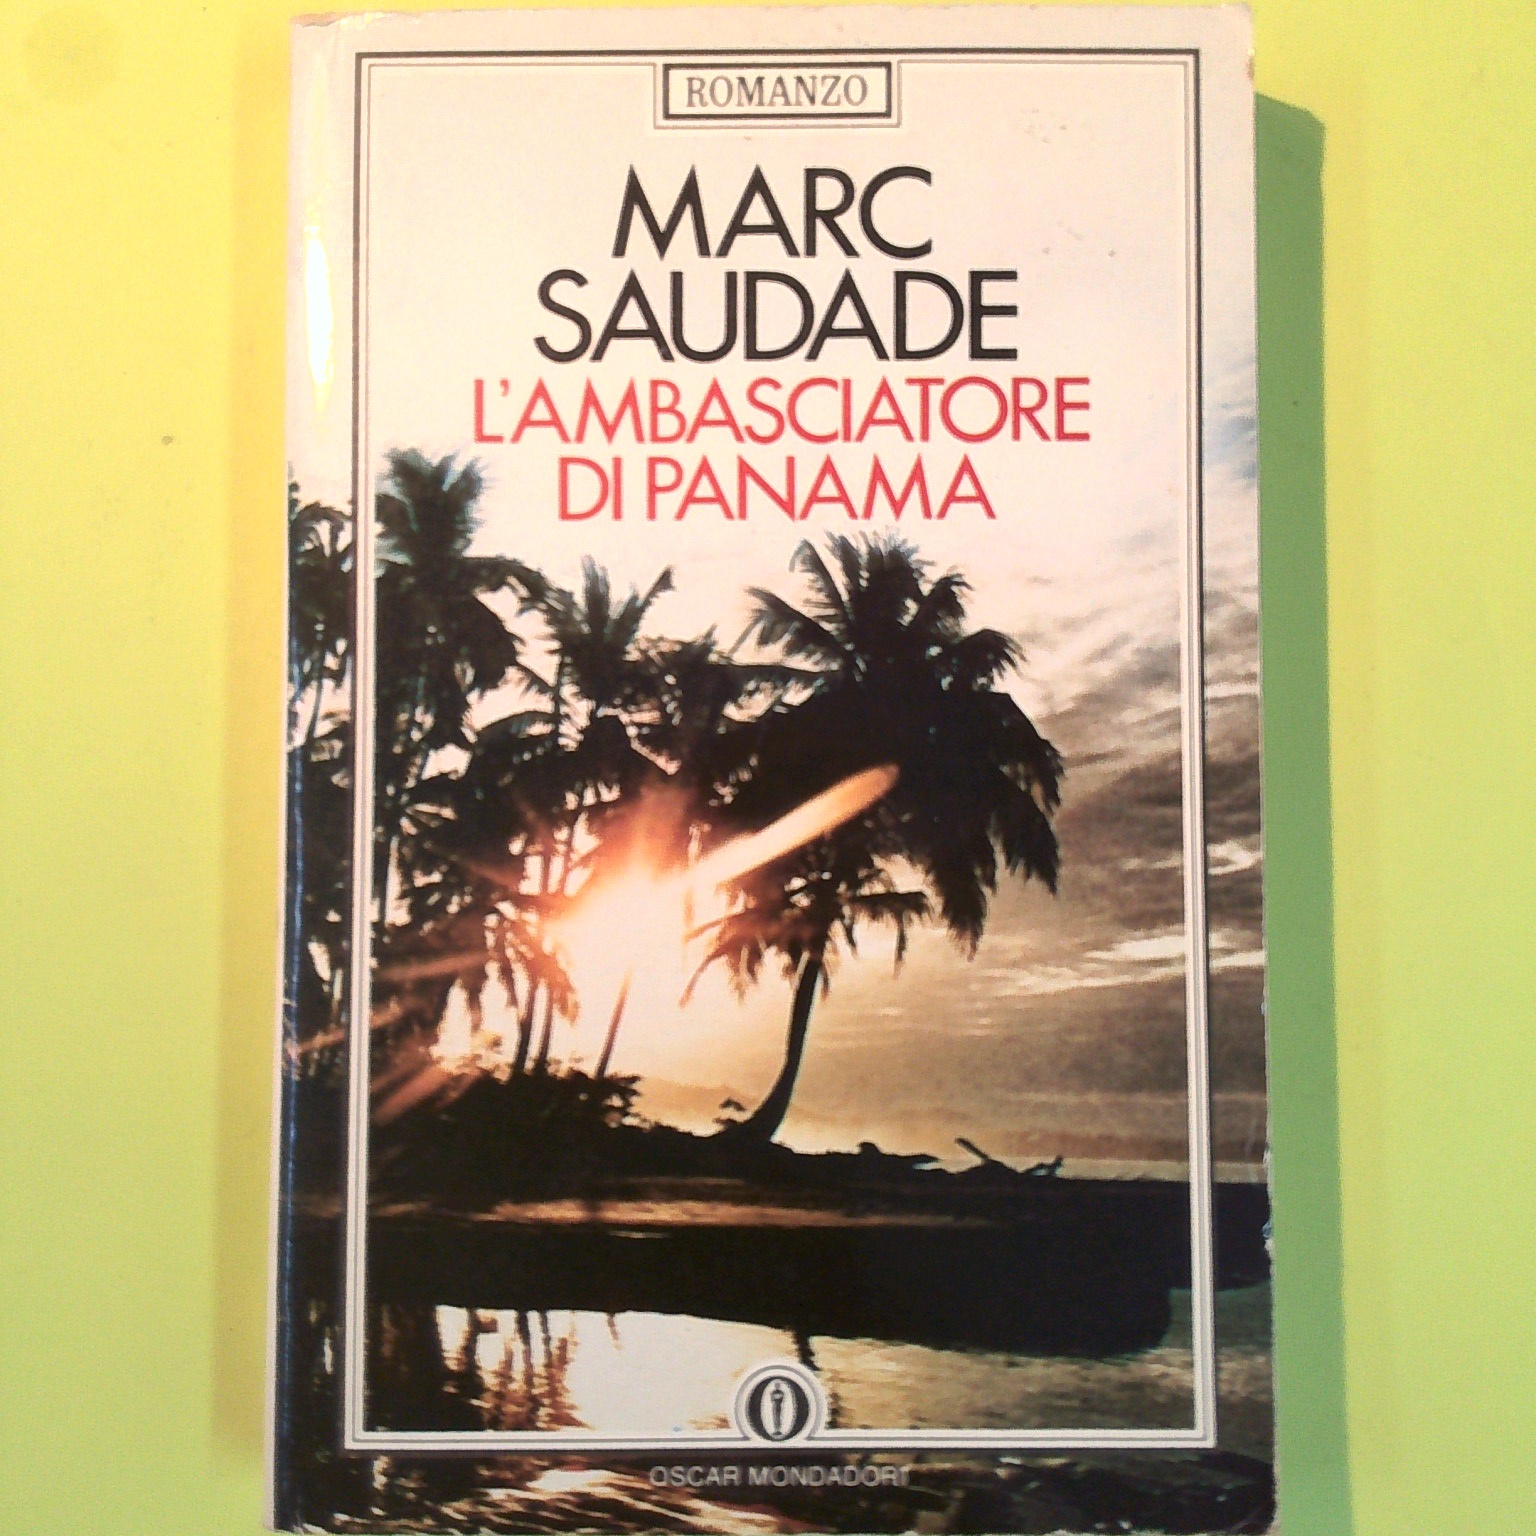 ROMANZO
MARC
SAUDADE
L'AMBASCIATORE
DI PANAMA
OSCAR MONDADORI